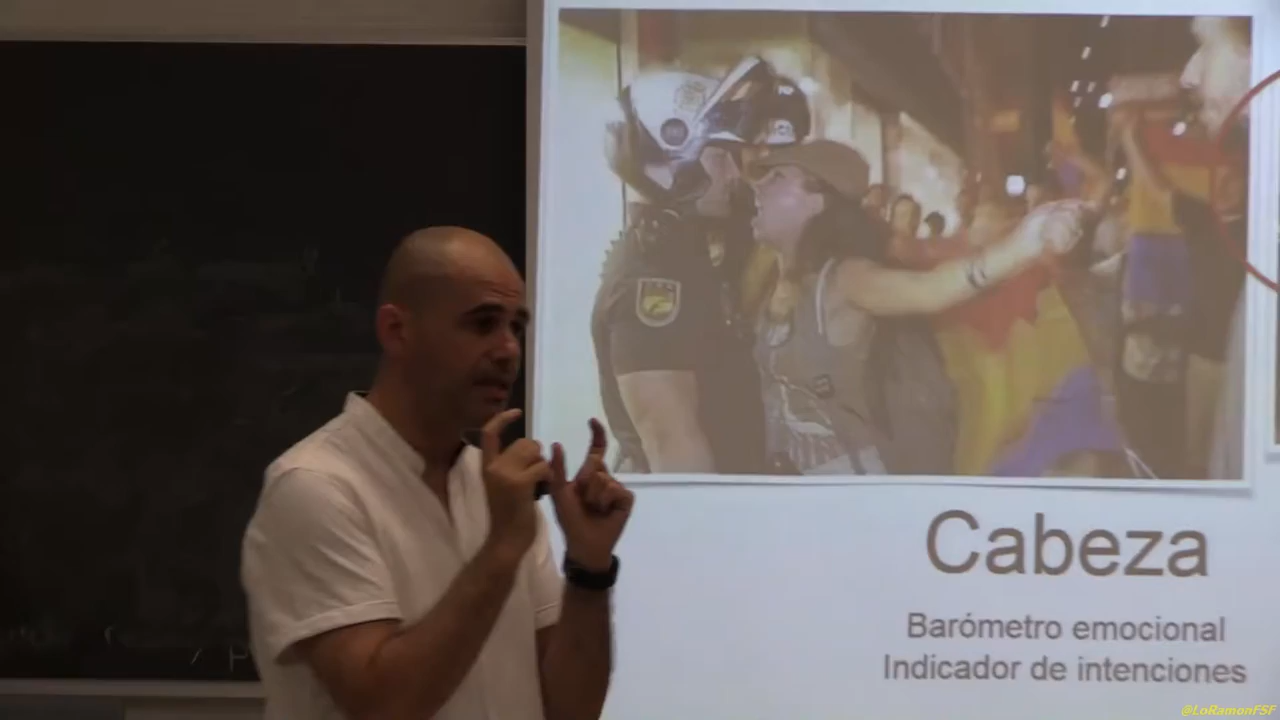 Cabeza
Barómetro emocional
Indicador de intenciones
@LoRamonFSF